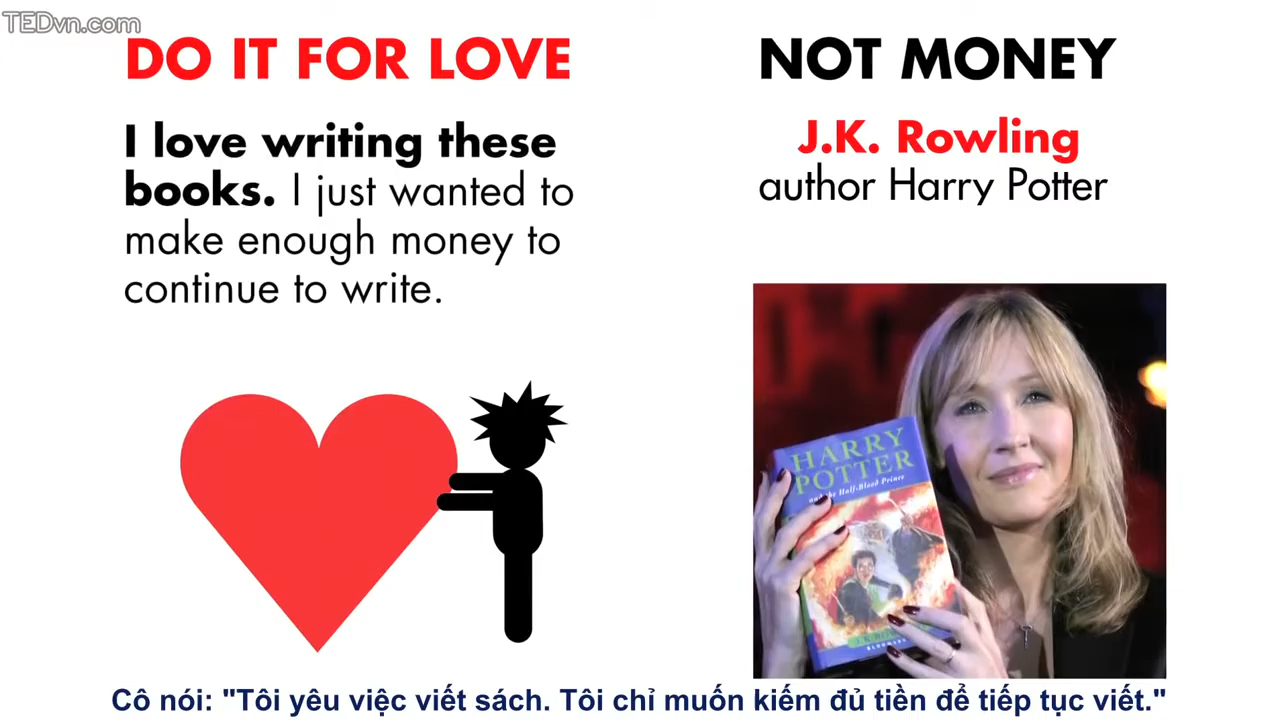 TEDvn.com
DO IT FOR LOVE
I love writing these
books. I just wanted to
make enough money to
continue to write.
NOT MONEY
J.K. Rowling
author Harry Potter
HARRY
POTTER
and the Half-Blood Prince
J.K. ROWLING
BLOOMSBURY
Cô nói: "Tôi yêu việc viết sách. Tôi chỉ muốn kiếm đủ tiền để tiếp tục viết."